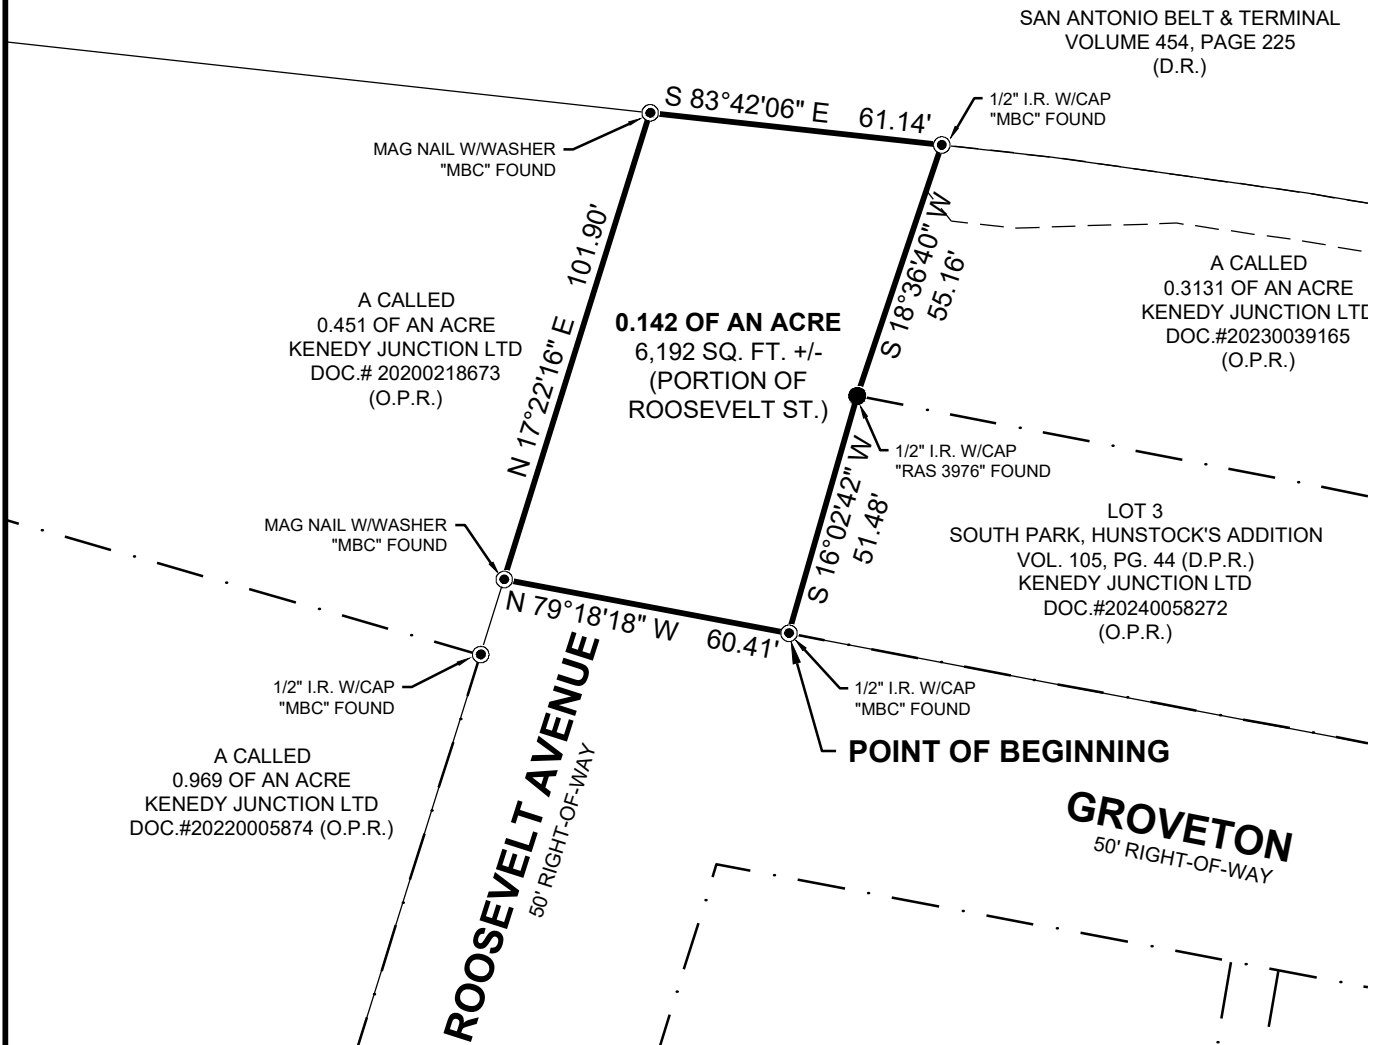 SAN ANTONIO BELT & TERMINAL
VOLUME 454, PAGE 225
(D.R.)
S 83°42'06" E 61.14'
1/2" I.R. W/CAP
"MBC" FOUND
MAG NAIL W/WASHER
"MBC" FOUND
N 17°22'16" E 101.90'
S 18°36'40" W
55.16'
A CALLED
0.451 OF AN ACRE
KENEDY JUNCTION LTD
DOC.# 20200218673
(O.P.R.)
0.142 OF AN ACRE
6,192 SQ. FT. +/-
(PORTION OF
ROOSEVELT ST.)
A CALLED
0.3131 OF AN ACRE
KENEDY JUNCTION LTD
DOC.#20230039165
(O.P.R.)
1/2" I.R. W/CAP
"RAS 3976" FOUND
S 16°02'42" W
51.48'
LOT 3
SOUTH PARK, HUNSTOCK'S ADDITION
VOL. 105, PG. 44 (D.P.R.)
KENEDY JUNCTION LTD
DOC.#20240058272
(O.P.R.)
MAG NAIL W/WASHER
"MBC" FOUND
N 79°18'18" W 60.41'
1/2" I.R. W/CAP
"MBC" FOUND
1/2" I.R. W/CAP
"MBC" FOUND
POINT OF BEGINNING
A CALLED
0.969 OF AN ACRE
KENEDY JUNCTION LTD
DOC.#20220005874 (O.P.R.)
ROOSEVELT AVENUE
50' RIGHT-OF-WAY
GROVETON
50' RIGHT-OF-WAY